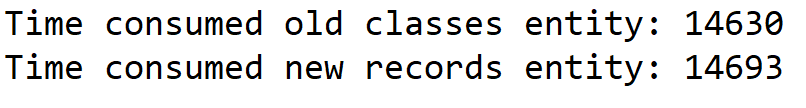 Time consumed old classes entity: 14630
Time consumed new records entity: 14693